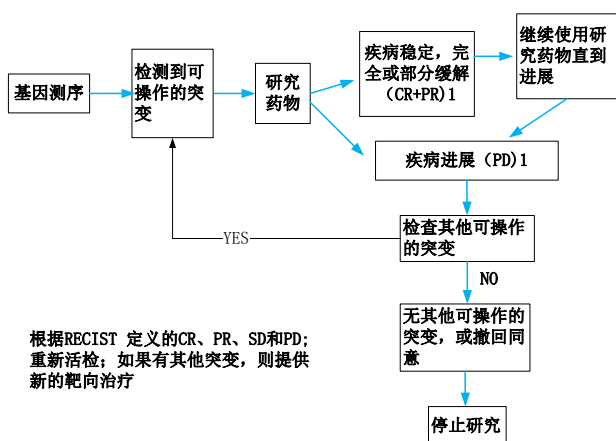 基因测序
检测到可
操作的突
变
研究
药物
疾病稳定，完
全或部分缓解
（CR+PR)1
继续使用研
究药物直到
进展
疾病进展（PD)1
检查其他可操作
的突变
YES
NO
无其他可操作的
突变，或撤回同
意
停止研究
根据RECIST 定义的CR、PR、SD和PD;
重新活检；如果有其他突变，则提供
新的靶向治疗